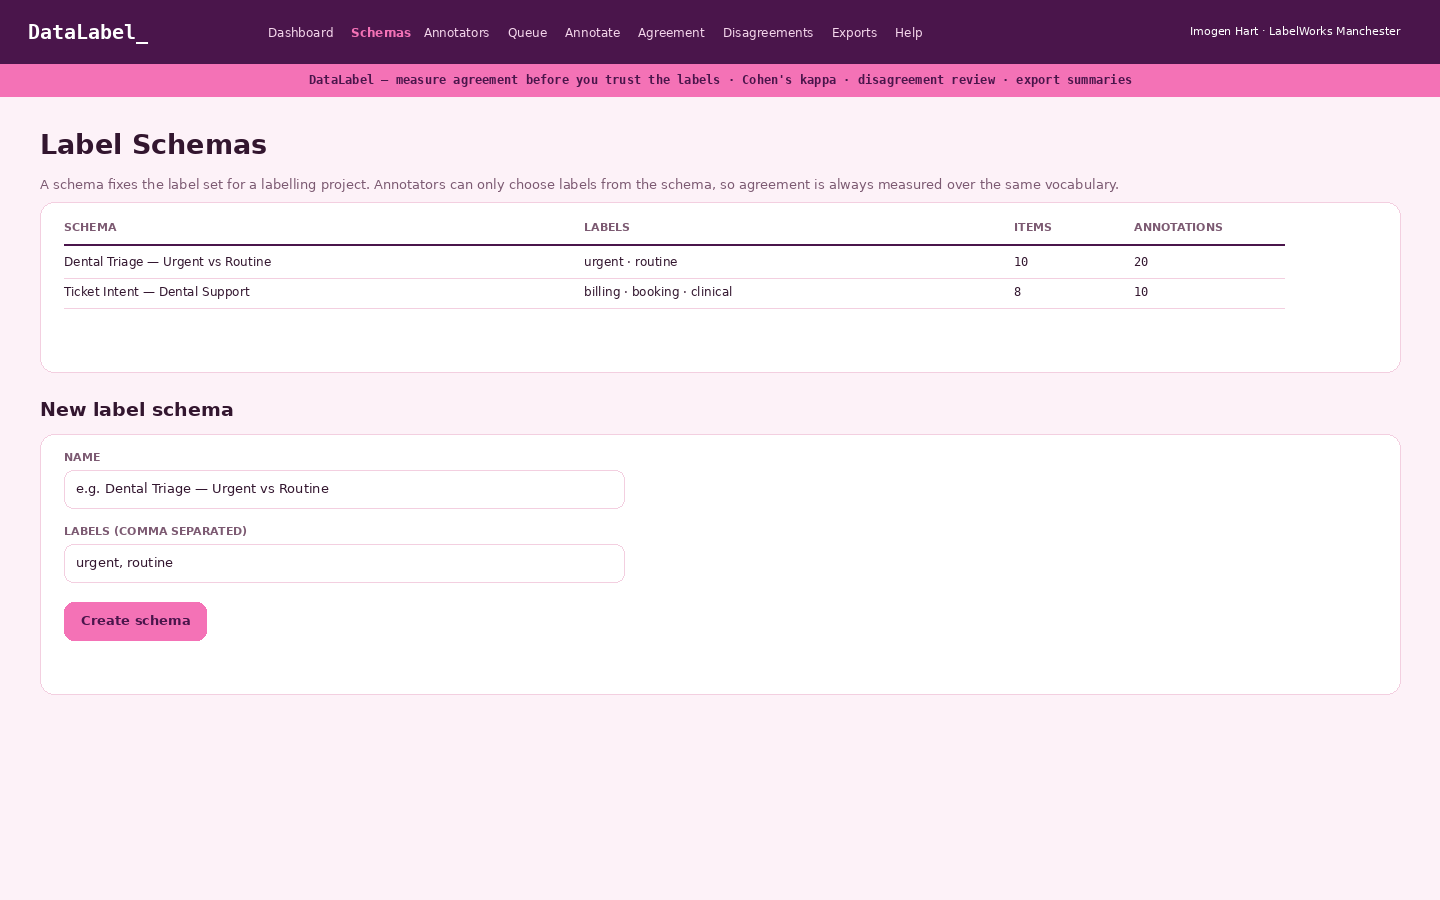 DataLabel_
Dashboard Schemas Annotators Queue Annotate Agreement Disagreements Exports Help
Imogen Hart · LabelWorks Manchester
DataLabel — measure agreement before you trust the labels · Cohen's kappa · disagreement review · export summaries
Label Schemas
A schema fixes the label set for a labelling project. Annotators can only choose labels from the schema, so agreement is always measured over the same vocabulary.
SCHEMA LABELS ITEMS ANNOTATIONS
Dental Triage — Urgent vs Routine urgent · routine 10 20
Ticket Intent — Dental Support billing · booking · clinical 8 10
New label schema
NAME
e.g. Dental Triage — Urgent vs Routine
LABELS (COMMA SEPARATED)
urgent, routine
Create schema